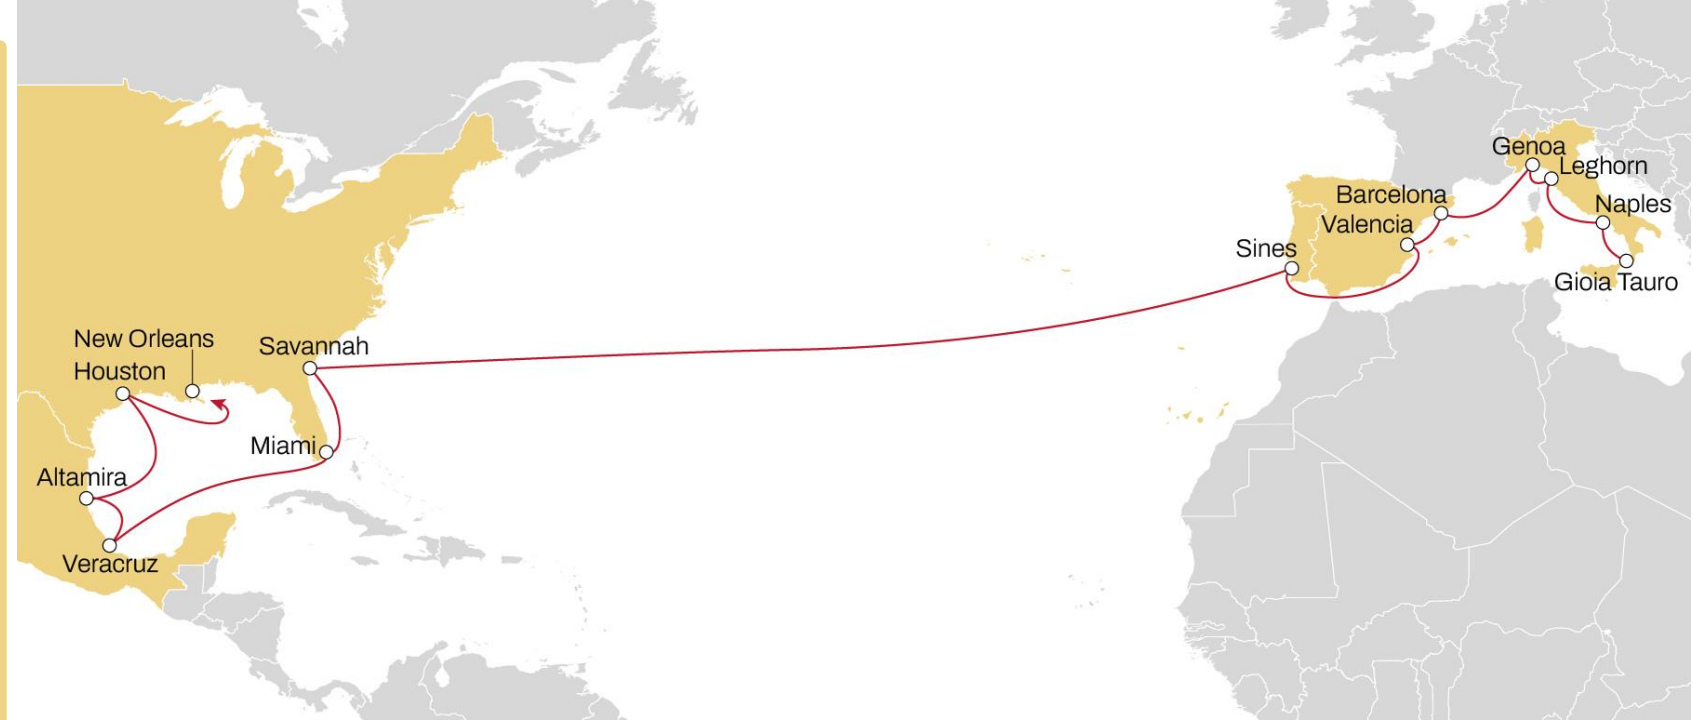 Genoa
Leghorn
Barcelona
Naples
Valencia
Sines
Gioia Tauro
New Orleans
Savannah
Houston
Miami
Altamira
Veracruz